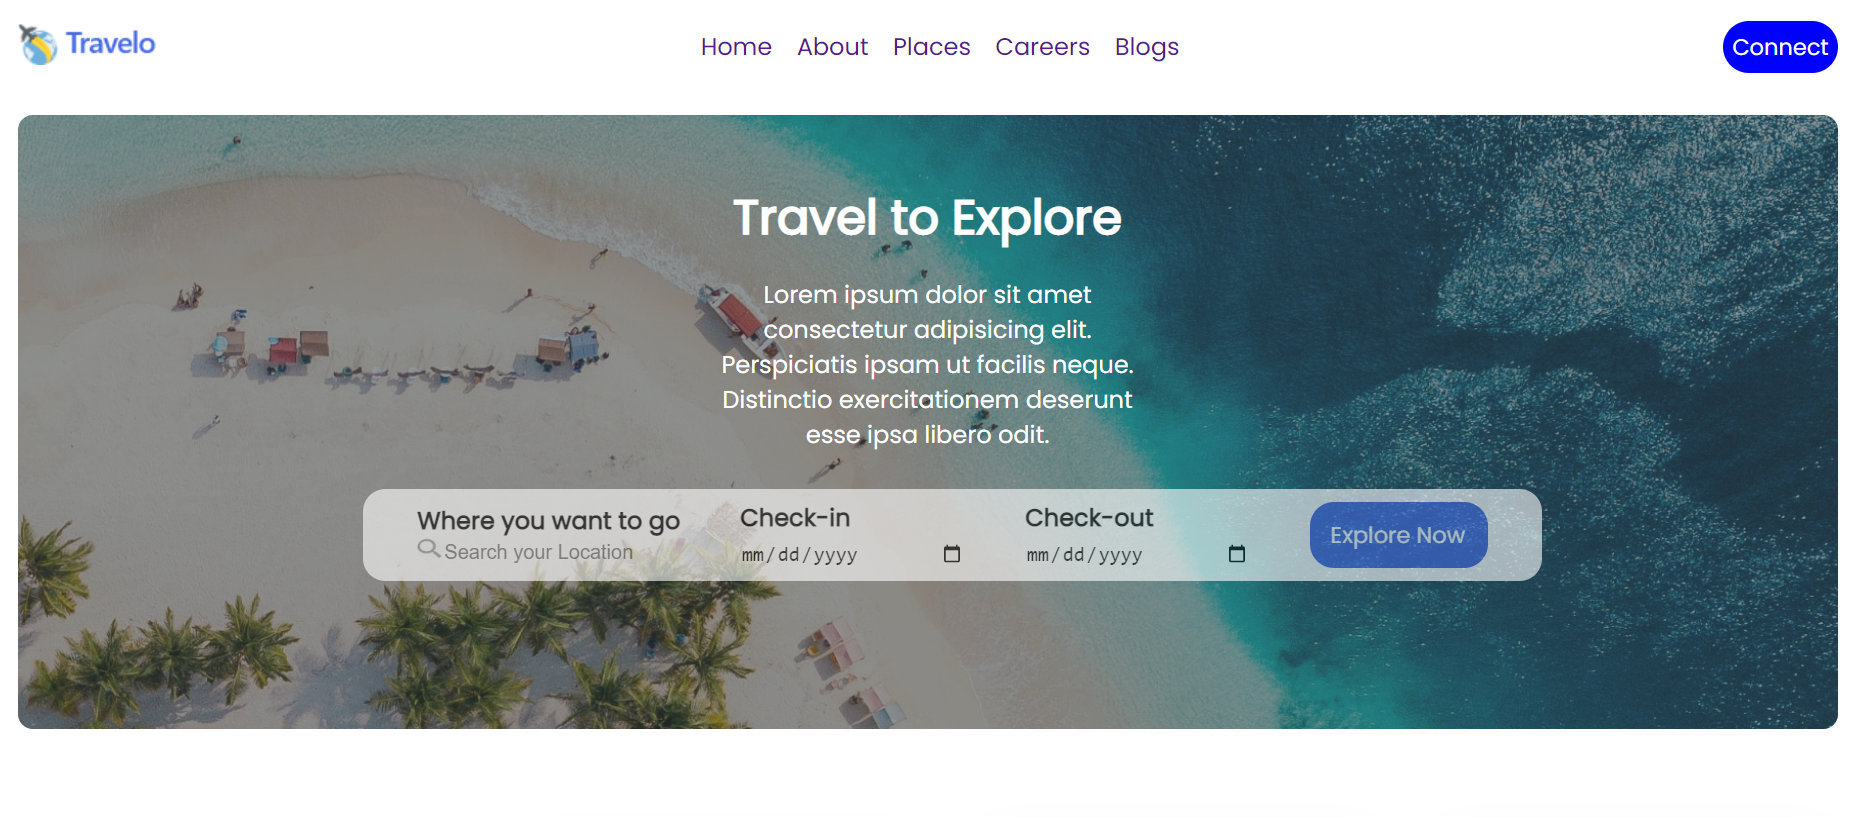 Travelo
Home About Places Careers Blogs
Connect
Travel to Explore
Lorem ipsum dolor sit amet
consectetur adipisicing elit.
Perspiciatis ipsam ut facilis neque.
Distinctio exercitationem deserunt
esse ipsa libero odit.
Where you want to go
Search your Location
Check-in
mm/dd/yyyy
Check-out
mm/dd/yyyy
Explore Now